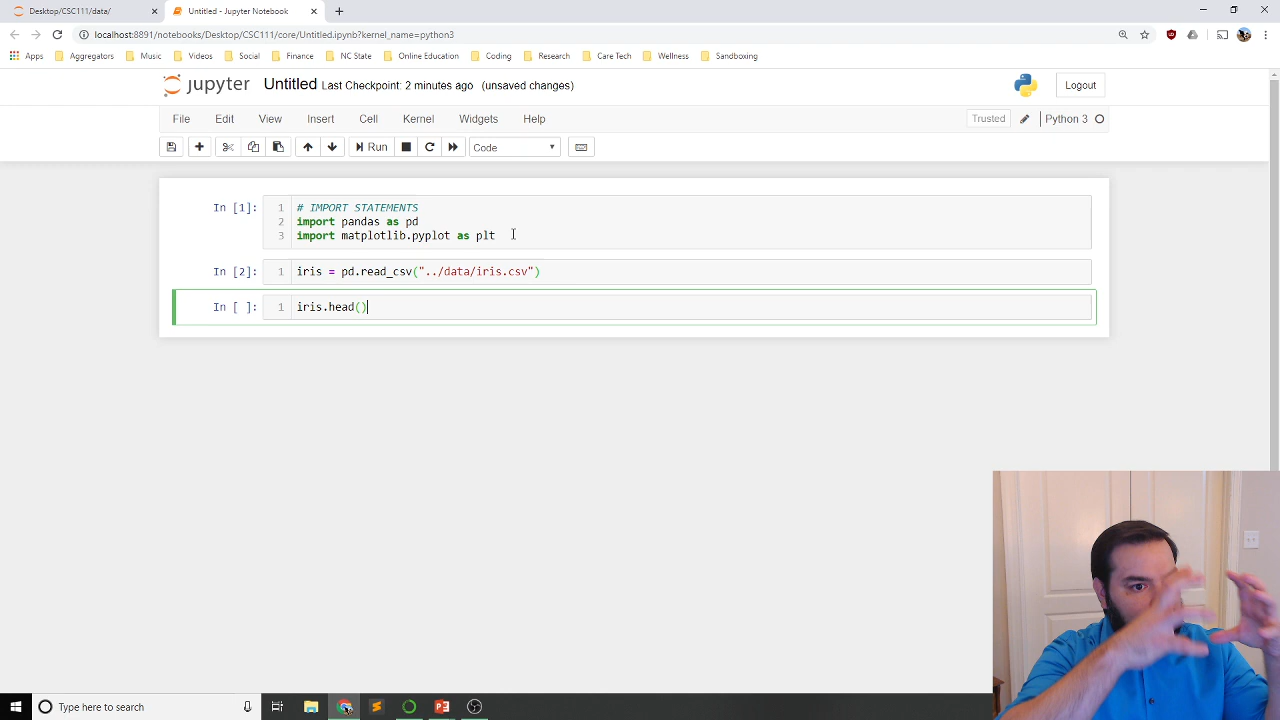 Desktop/CSC111/data/
Untitled - Jupyter Notebook
localhost:8891/notebooks/Desktop/CSC111/core/Untitled.ipynb?kernel_name=python3
Apps Aggregators Music Videos Social Finance NC State Online Education Coding Research Care Tech Wellness Sandboxing
jupyter Untitled Last Checkpoint: 2 minutes ago (unsaved changes) Logout
File Edit View Insert Cell Kernel Widgets Help Trusted Python 3
Run Code
In [1]: 1 # IMPORT STATEMENTS
2 import pandas as pd
3 import matplotlib.pyplot as plt
In [2]: 1 iris = pd.read_csv("../data/iris.csv")
In [ ]: 1 iris.head()
Type here to search